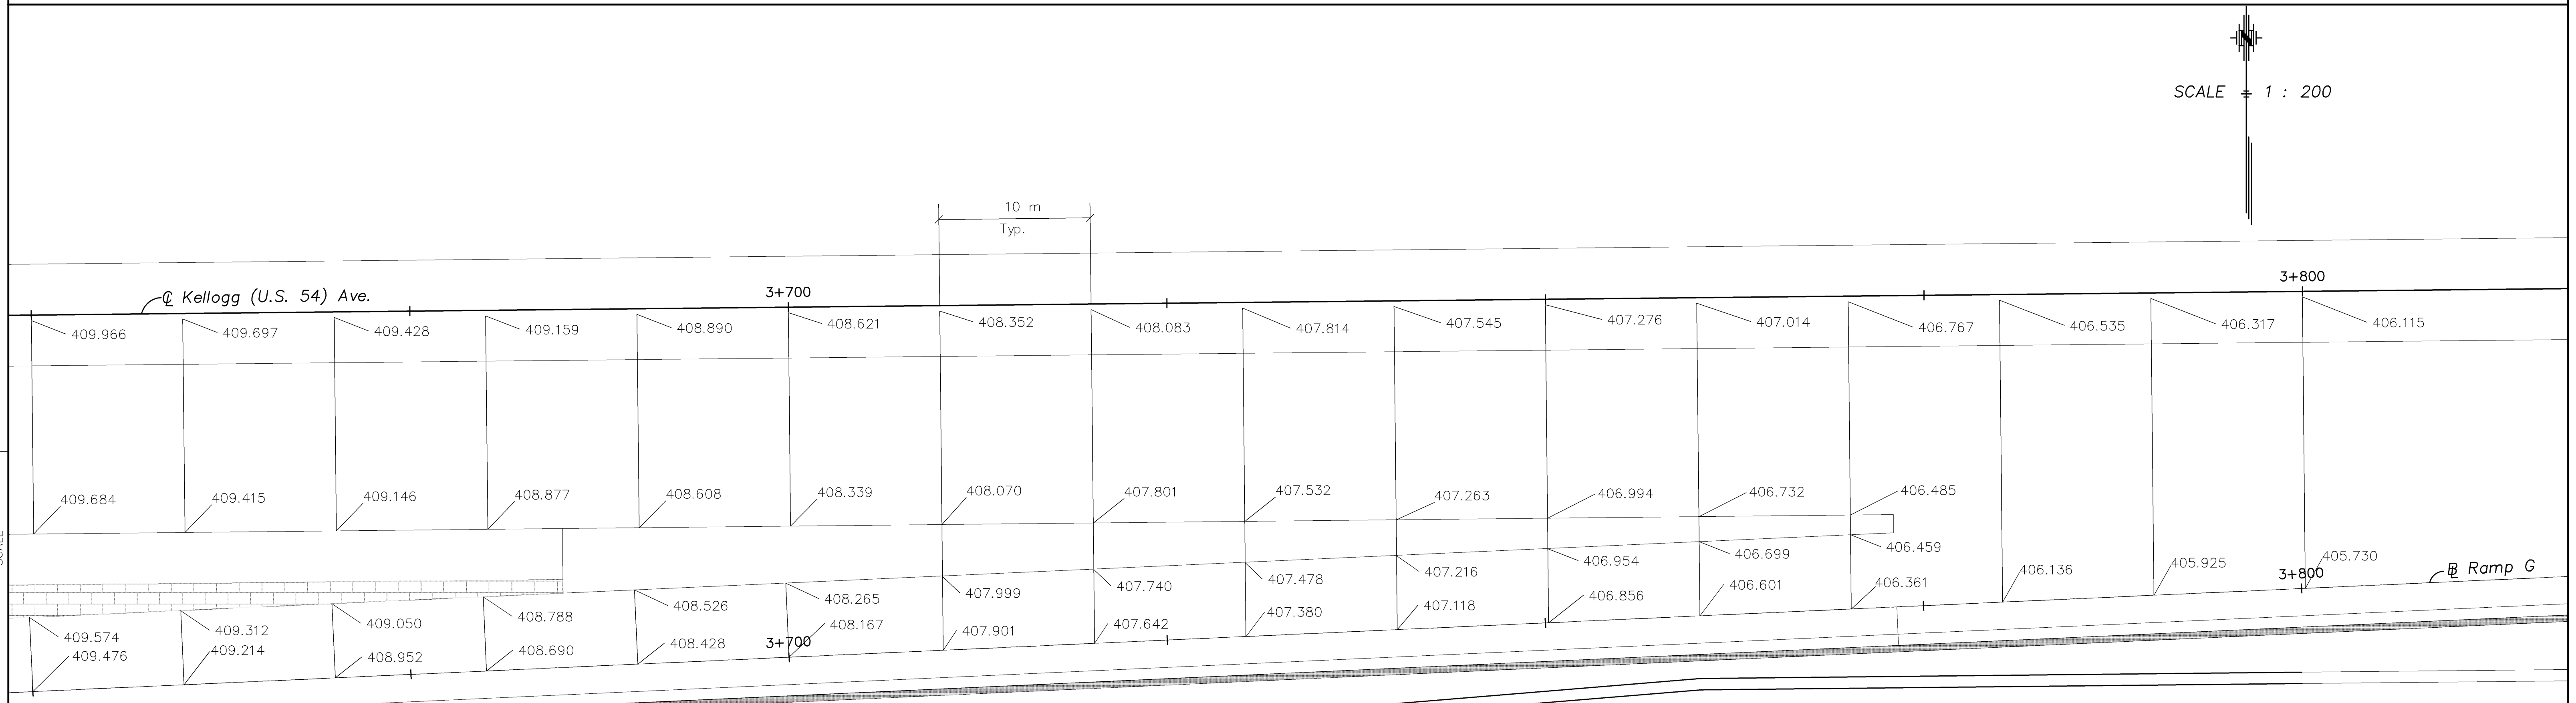 SCALE 1 : 200
10 m
Typ.
3+800
3+700
℄ Kellogg (U.S. 54) Ave.
409.966 409.697 409.428 409.159 408.890 408.621 408.352 408.083 407.814 407.545 407.276 407.014 406.767 406.535 406.317 406.115
409.684 409.415 409.146 408.877 408.608 408.339 408.070 407.801 407.532 407.263 406.994 406.732 406.485
409.574 409.312 409.050 408.788 408.526 408.265 407.999 407.740 407.478 407.216 406.954 406.699 406.459
409.476 409.214 408.952 408.690 408.428 408.167 407.901 407.642 407.380 407.118 406.856 406.601 406.361 406.136 405.925 405.730
3+700
3+800
BL Ramp G
N